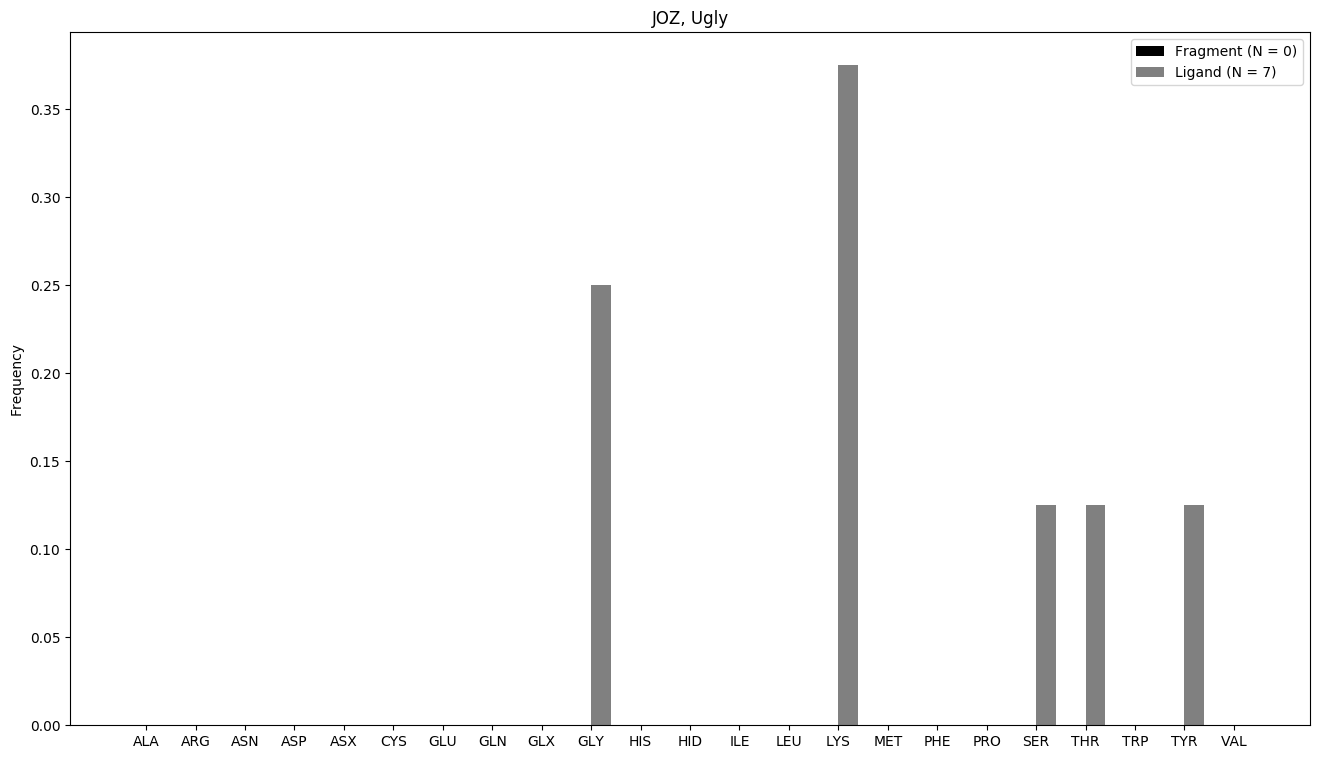 JOZ, Ugly
Fragment (N = 0)
Ligand (N = 7)
Frequency
0.35
0.30
0.25
0.20
0.15
0.10
0.05
0.00
ALA ARG ASN ASP ASX CYS GLU GLN GLX GLY HIS HID ILE LEU LYS MET PHE PRO SER THR TRP TYR VAL